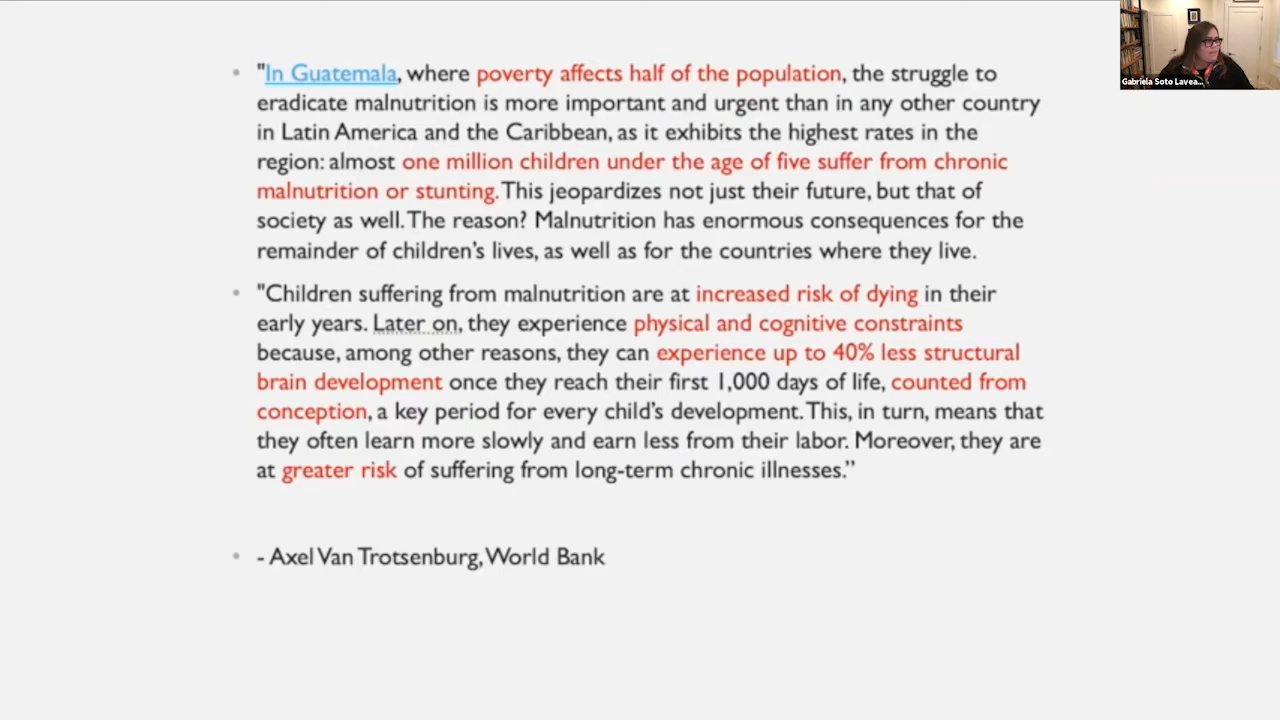 "In Guatemala, where poverty affects half of the population, the struggle to
eradicate malnutrition is more important and urgent than in any other country
in Latin America and the Caribbean, as it exhibits the highest rates in the
region: almost one million children under the age of five suffer from chronic
malnutrition or stunting. This jeopardizes not just their future, but that of
society as well. The reason? Malnutrition has enormous consequences for the
remainder of children's lives, as well as for the countries where they live.
"Children suffering from malnutrition are at increased risk of dying in their
early years. Later on, they experience physical and cognitive constraints
because, among other reasons, they can experience up to 40% less structural
brain development once they reach their first 1,000 days of life, counted from
conception, a key period for every child's development. This, in turn, means that
they often learn more slowly and earn less from their labor. Moreover, they are
at greater risk of suffering from long-term chronic illnesses."
- Axel Van Trotsenburg, World Bank
Gabriela Soto Lavea...